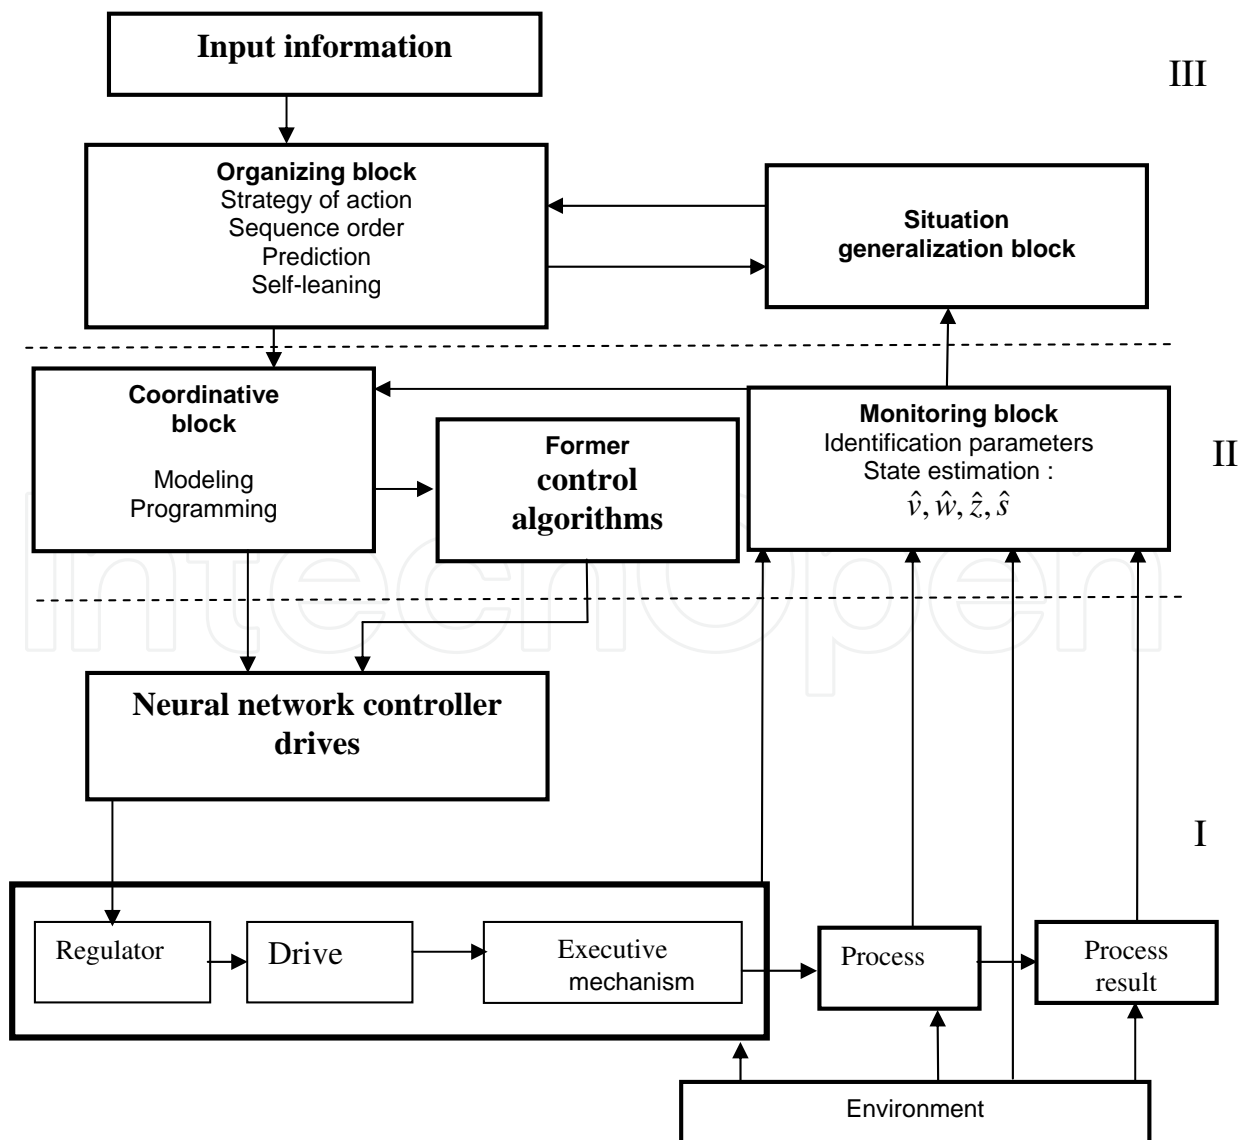 Input information
III
Organizing block
Strategy of action
Sequence order
Prediction
Self-leaning
Situation
generalization block
Coordinative
block
Modeling
Programming
Former
control
algorithms
Monitoring block
Identification parameters
State estimation :
v̂, ŵ, ẑ, ŝ
II
IntechOpen
Neural network controller
drives
I
Regulator
Drive
Executive
mechanism
Process
Process
result
Environment